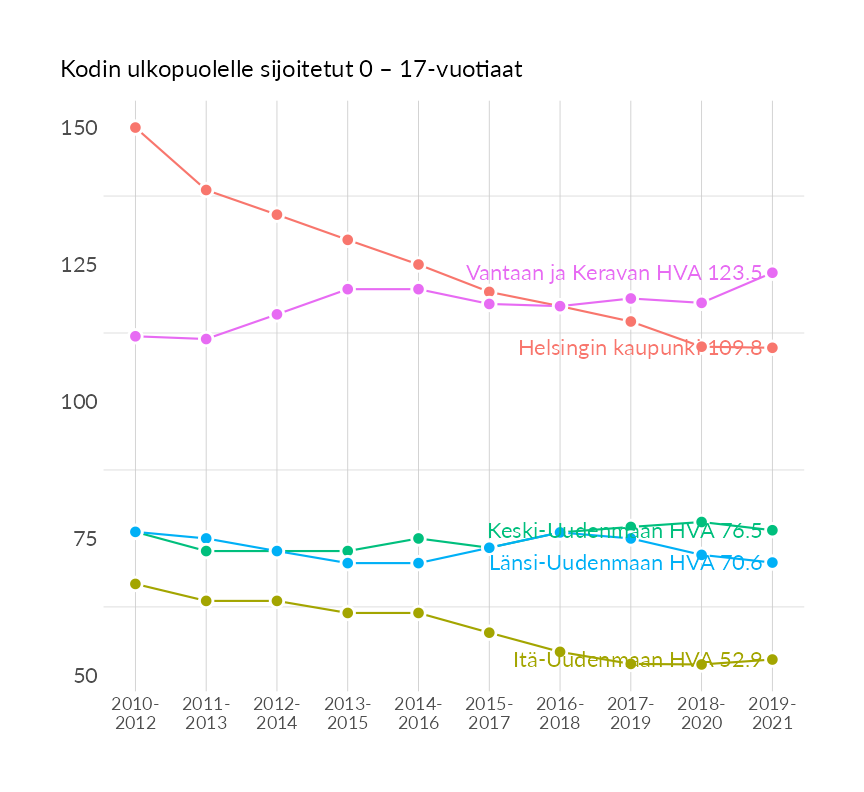 Kodin ulkopuolelle sijoitetut 0 – 17-vuotiaat
150
125
100
75
50
Vantaan ja Keravan HVA 123.5
Helsingin kaupunki 109.8
Keski-Uudenmaan HVA 76.5
Länsi-Uudenmaan HVA 70.6
Itä-Uudenmaan HVA 52.9
2010-2012
2011-2013
2012-2014
2013-2015
2014-2016
2015-2017
2016-2018
2017-2019
2018-2020
2019-2021